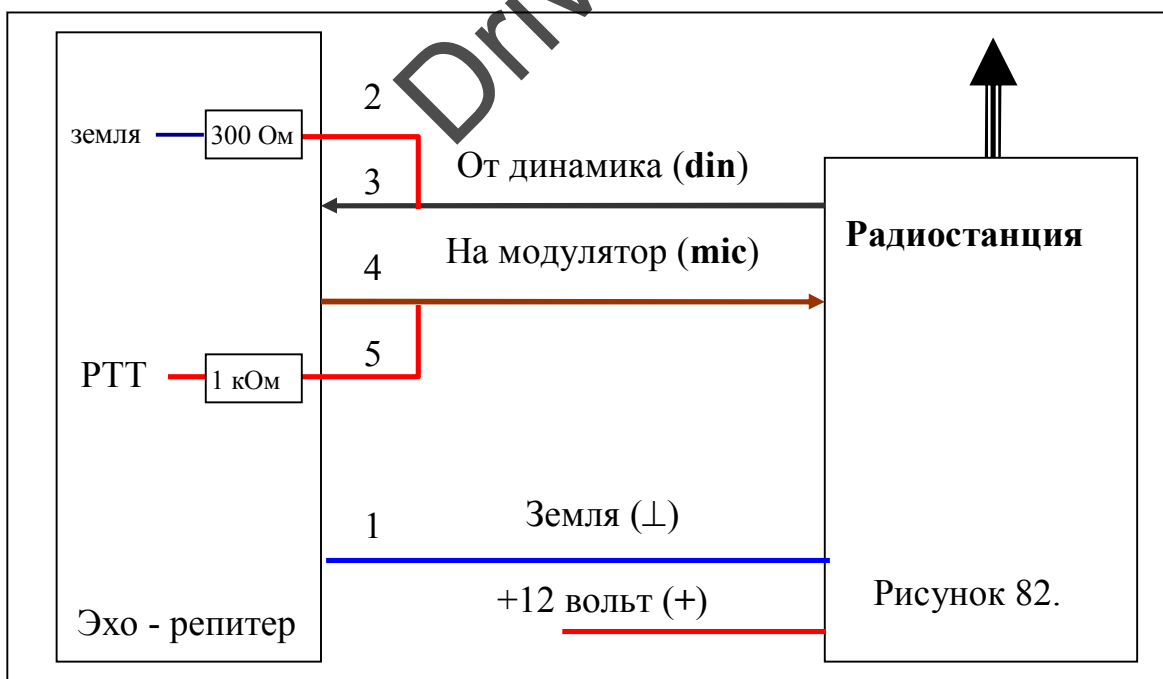 Driv
2
земля
300 Ом
От динамика (din)
3
Радиостанция
На модулятор (mic)
4
5
PTT
1 кОм
1
Земля (⊥)
+12 вольт (+)
Рисунок 82.
Эхо - репитер